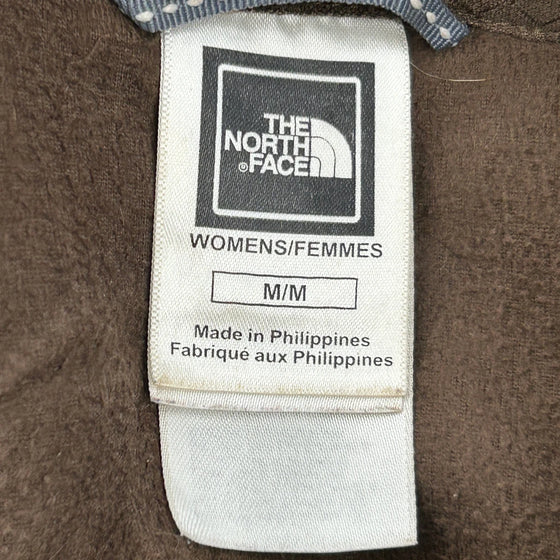 THE
NORTH
®FACE
WOMENS/FEMMES
M/M
Made in Philippines
Fabriqué aux Philippines